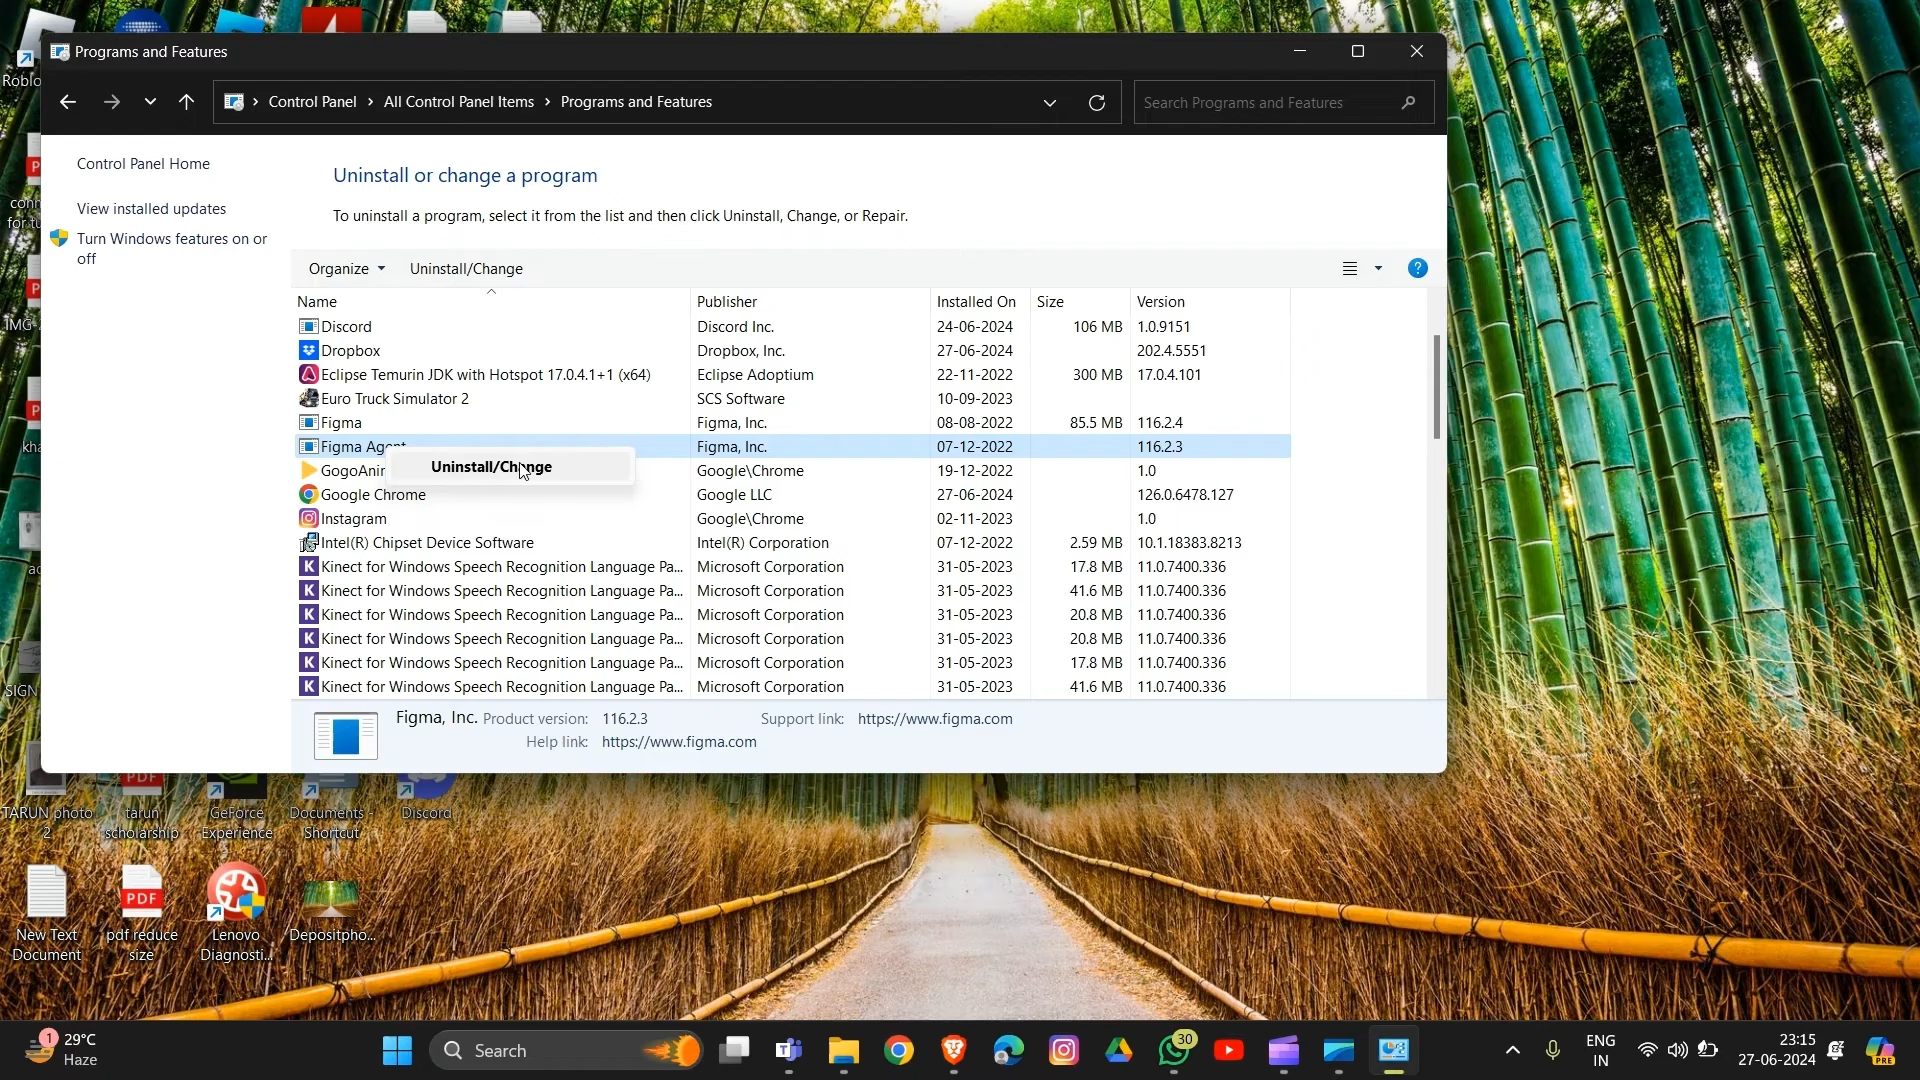 Roblo
Programs and Features
Control Panel > All Control Panel Items > Programs and Features
Search Programs and Features
Control Panel Home
View installed updates
Turn Windows features on or
off
Uninstall or change a program
To uninstall a program, select it from the list and then click Uninstall, Change, or Repair.
Organize Uninstall/Change
Name Publisher Installed On Size Version
Discord Discord Inc. 24-06-2024 106 MB 1.0.9151
Dropbox Dropbox, Inc. 27-06-2024 202.4.5551
Eclipse Temurin JDK with Hotspot 17.0.4.1+1 (x64) Eclipse Adoptium 22-11-2022 300 MB 17.0.4.101
Euro Truck Simulator 2 SCS Software 10-09-2023
Figma Figma, Inc. 08-08-2022 85.5 MB 116.2.4
Figma Agent Figma, Inc. 07-12-2022 116.2.3
Uninstall/Change
GogoAni Google\Chrome 19-12-2022 1.0
Google Chrome Google LLC 27-06-2024 126.0.6478.127
Instagram Google\Chrome 02-11-2023 1.0
Intel(R) Chipset Device Software Intel(R) Corporation 07-12-2022 2.59 MB 10.1.18383.8213
Kinect for Windows Speech Recognition Language Pa... Microsoft Corporation 31-05-2023 17.8 MB 11.0.7400.336
Kinect for Windows Speech Recognition Language Pa... Microsoft Corporation 31-05-2023 41.6 MB 11.0.7400.336
Kinect for Windows Speech Recognition Language Pa... Microsoft Corporation 31-05-2023 20.8 MB 11.0.7400.336
Kinect for Windows Speech Recognition Language Pa... Microsoft Corporation 31-05-2023 20.8 MB 11.0.7400.336
Kinect for Windows Speech Recognition Language Pa... Microsoft Corporation 31-05-2023 17.8 MB 11.0.7400.336
Kinect for Windows Speech Recognition Language Pa... Microsoft Corporation 31-05-2023 41.6 MB 11.0.7400.336
Figma, Inc. Product version: 116.2.3 Support link: https://www.figma.com
Help link: https://www.figma.com
for tu
IMG-
kha
SIGN
TARUN photo
2
tarun
scholarship
GeForce
Experience
Documents -
Shortcut
Discord
New Text
Document
PDF
pdf reduce
size
Lenovo
Diagnosti...
Depositpho...
1
29°C
Haze
Search
30
ENG
IN
23:15
27-06-2024
PRE